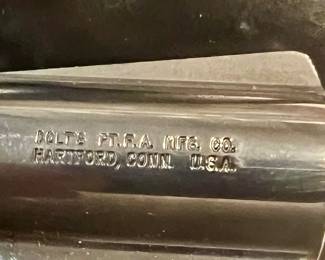 COLT'S PT.F.A. MFG. CO.
HARTFORD, CONN. U.S.A.